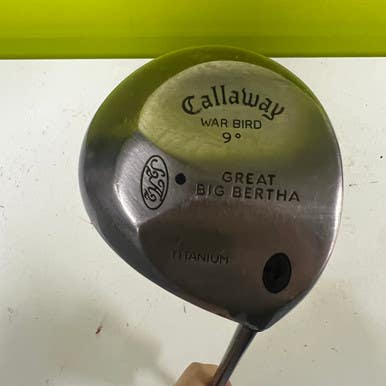 Callaway
WAR BIRD
9°
GREAT
BIG BERTHA
TITANIUM